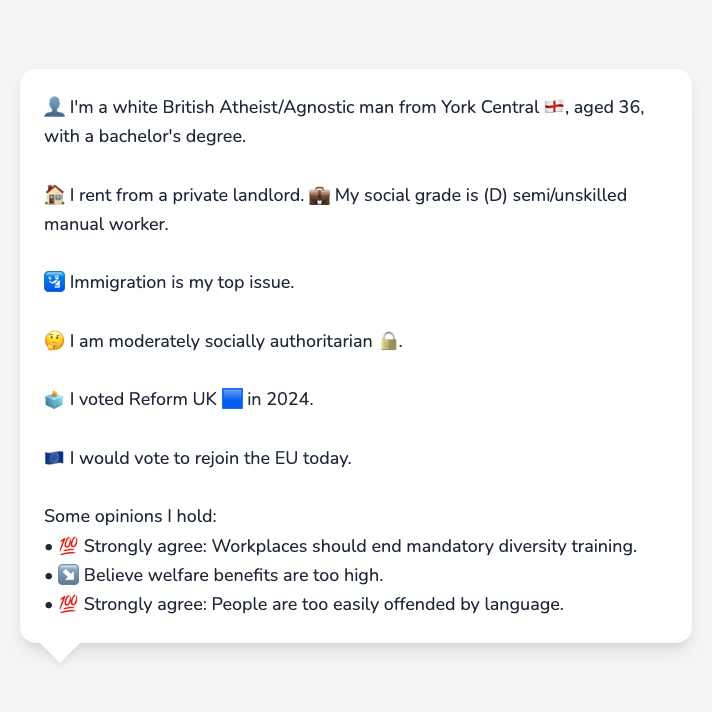 👤 I'm a white British Atheist/Agnostic man from York Central 🏴󠁧󠁢󠁥󠁮󠁧󠁿, aged 36,
with a bachelor's degree.
🏠 I rent from a private landlord. 💼 My social grade is (D) semi/unskilled
manual worker.
🛂 Immigration is my top issue.
🤔 I am moderately socially authoritarian 🔒.
🗳️ I voted Reform UK 🟦 in 2024.
🇪🇺 I would vote to rejoin the EU today.
Some opinions I hold:
• 💯 Strongly agree: Workplaces should end mandatory diversity training.
• ↘️ Believe welfare benefits are too high.
• 💯 Strongly agree: People are too easily offended by language.